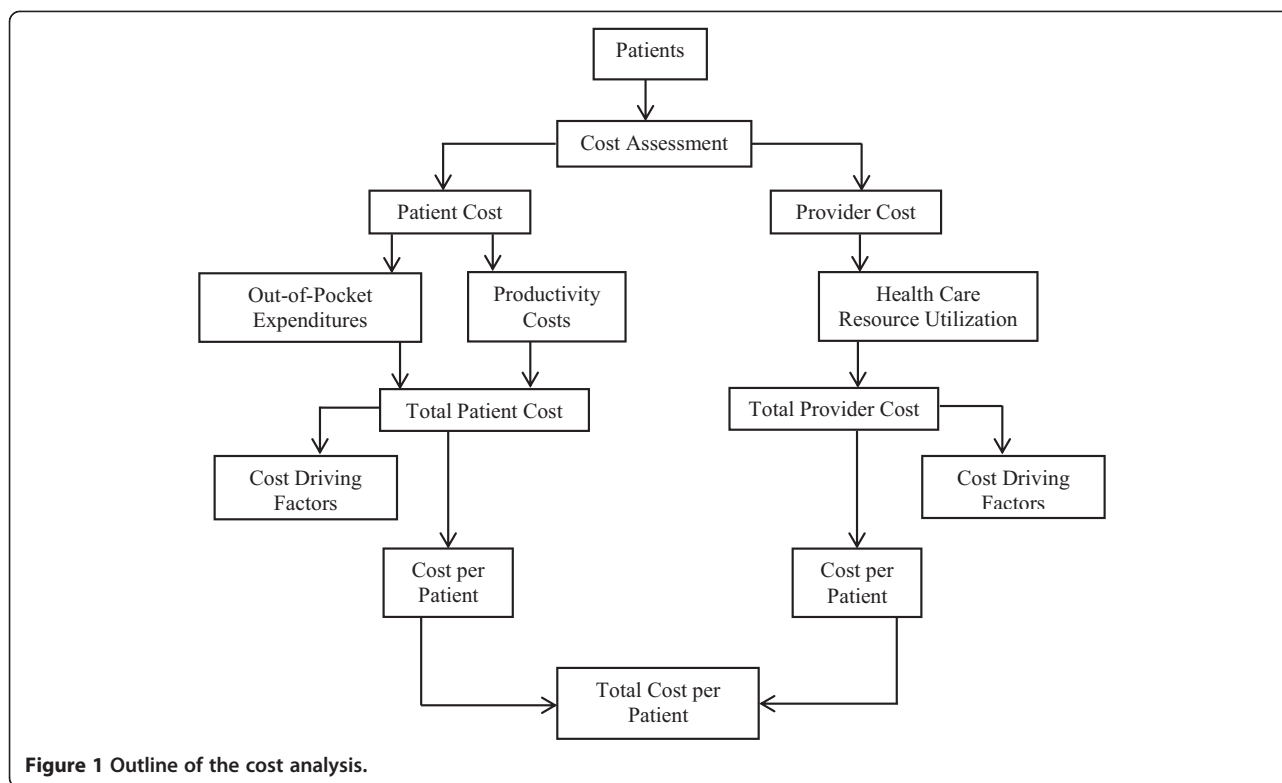 Patients
Cost Assessment
Patient Cost
Provider Cost
Out-of-Pocket
Expenditures
Productivity
Costs
Health Care
Resource Utilization
Total Patient Cost
Total Provider Cost
Cost Driving
Factors
Cost Driving
Factors
Cost per
Patient
Cost per
Patient
Total Cost per
Patient
Figure 1 Outline of the cost analysis.